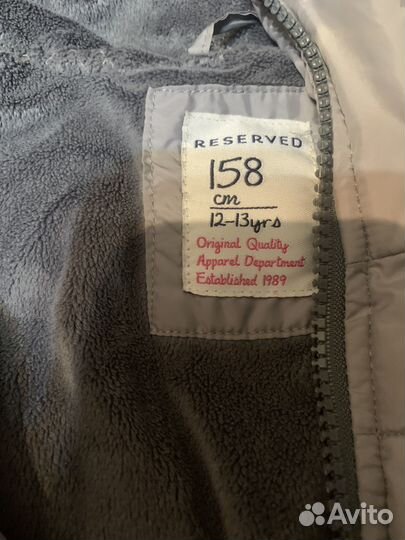 RESERVED
158
cm
12-13yrs
Original Quality
Apparel Department
Established 1989
Avito